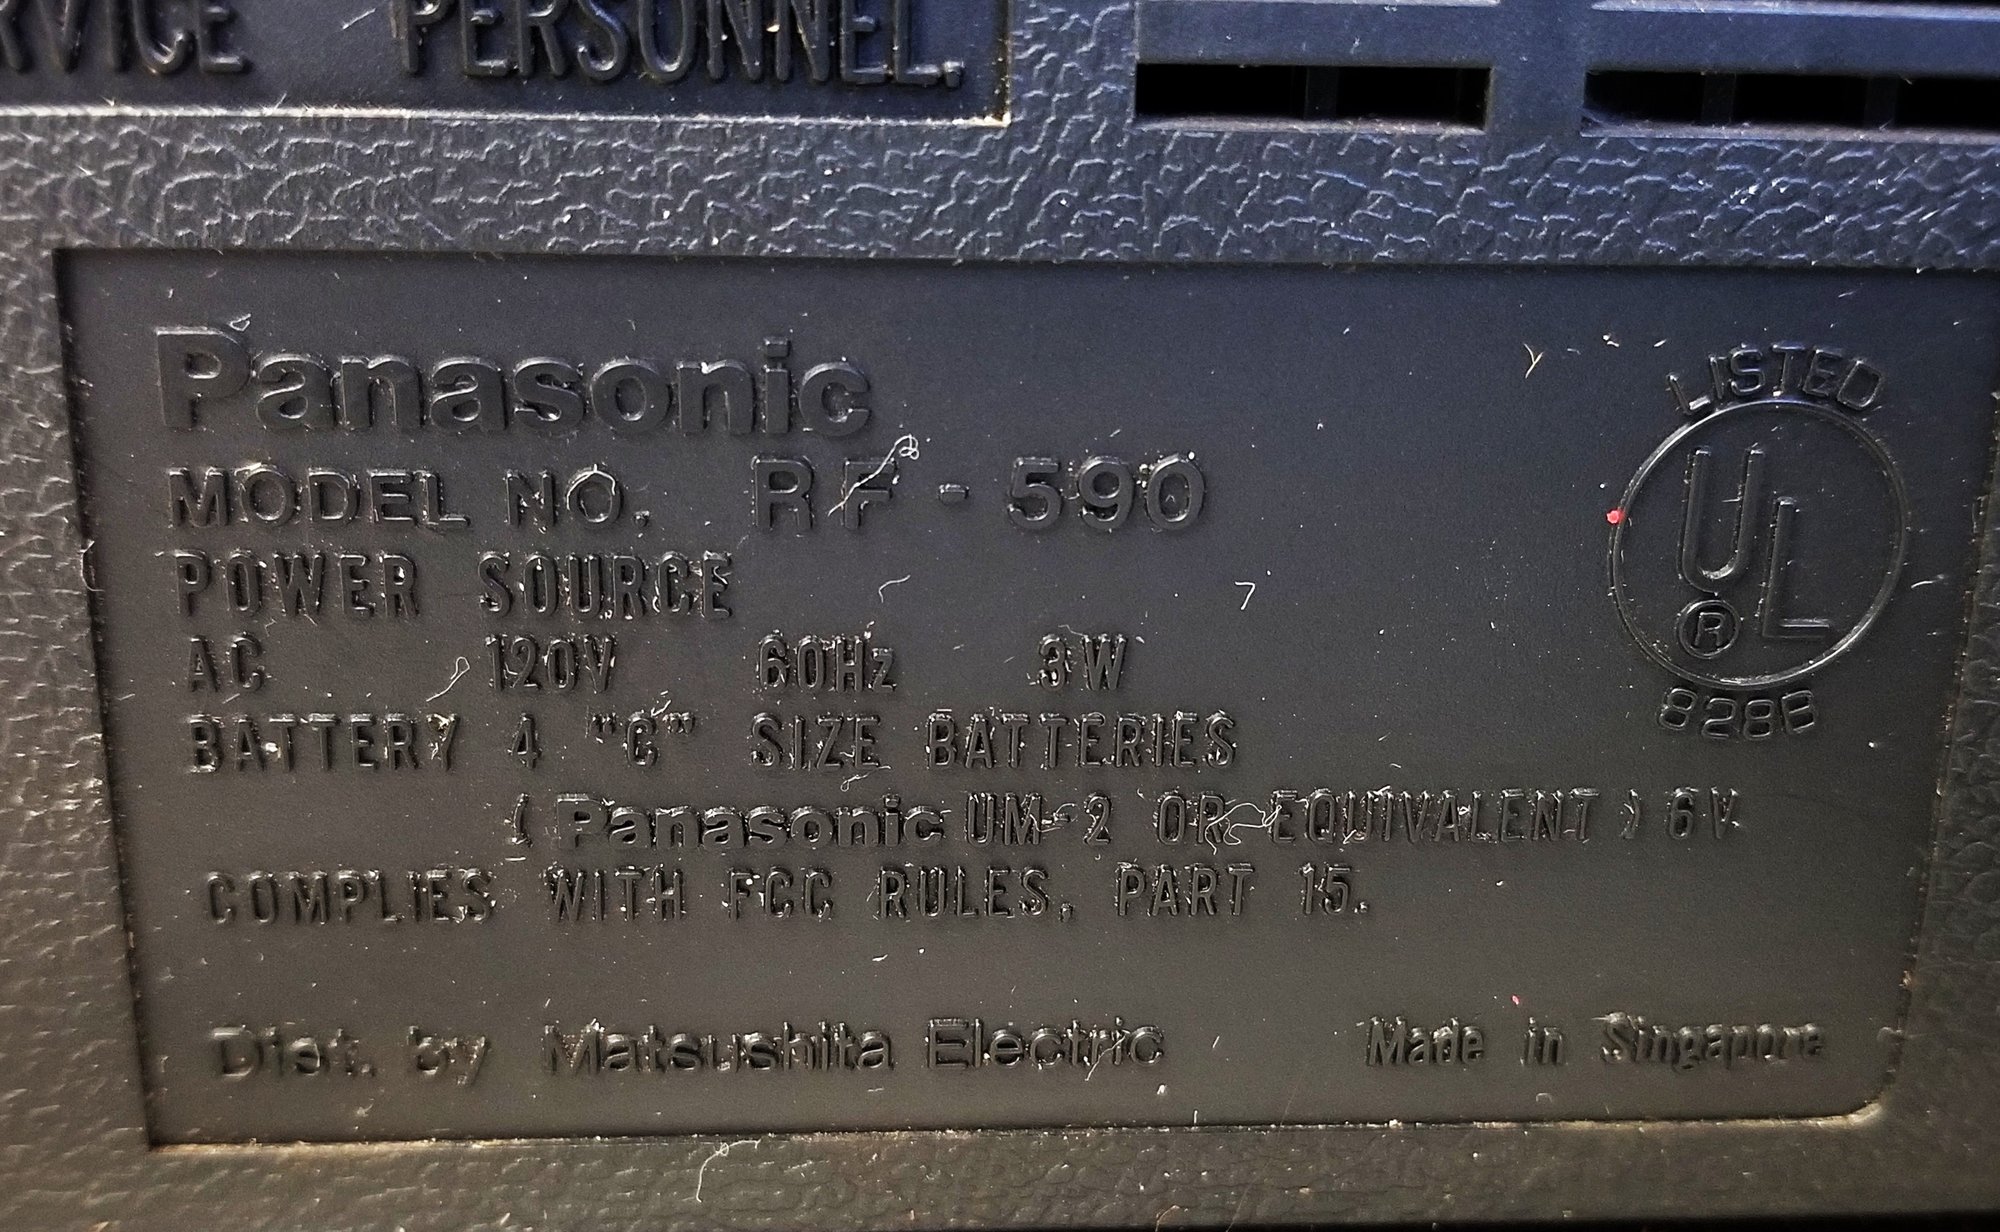 RVICE PERSONNEL.
Panasonic
MODEL NO. RF-590
POWER SOURCE
AC 120V 60Hz 3W
BATTERY 4 "C" SIZE BATTERIES
(Panasonic UM-2 OR EQUIVALENT) 6V
COMPLIES WITH FCC RULES, PART 15.
Dist. by Matsushita Electric Made in Singapore
LISTED
UL
®
828B